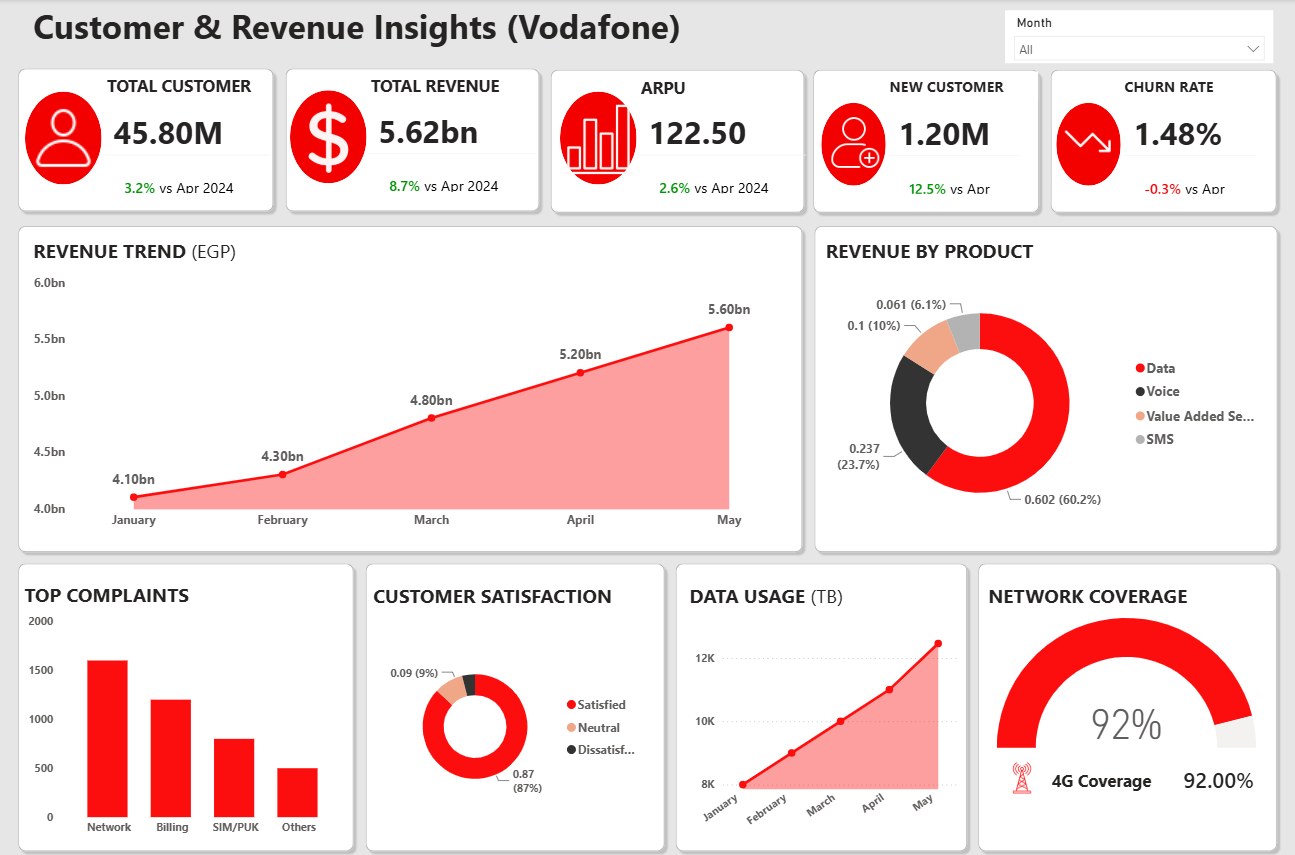 Customer & Revenue Insights (Vodafone)
Month
All
TOTAL CUSTOMER
45.80M
3.2% vs Apr 2024
TOTAL REVENUE
5.62bn
8.7% vs Apr 2024
ARPU
122.50
2.6% vs Apr 2024
NEW CUSTOMER
1.20M
12.5% vs Apr
CHURN RATE
1.48%
-0.3% vs Apr
REVENUE TREND (EGP)
6.0bn
5.5bn
5.0bn
4.5bn
4.0bn
4.10bn
4.30bn
4.80bn
5.20bn
5.60bn
January
February
March
April
May
REVENUE BY PRODUCT
0.061 (6.1%)
0.1 (10%)
0.237
(23.7%)
0.602 (60.2%)
Data
Voice
Value Added Se...
SMS
TOP COMPLAINTS
2000
1500
1000
500
0
Network
Billing
SIM/PUK
Others
CUSTOMER SATISFACTION
0.09 (9%)
0.87
(87%)
Satisfied
Neutral
Dissatisf...
DATA USAGE (TB)
12K
10K
8K
January
February
March
April
May
NETWORK COVERAGE
92%
4G Coverage
92.00%